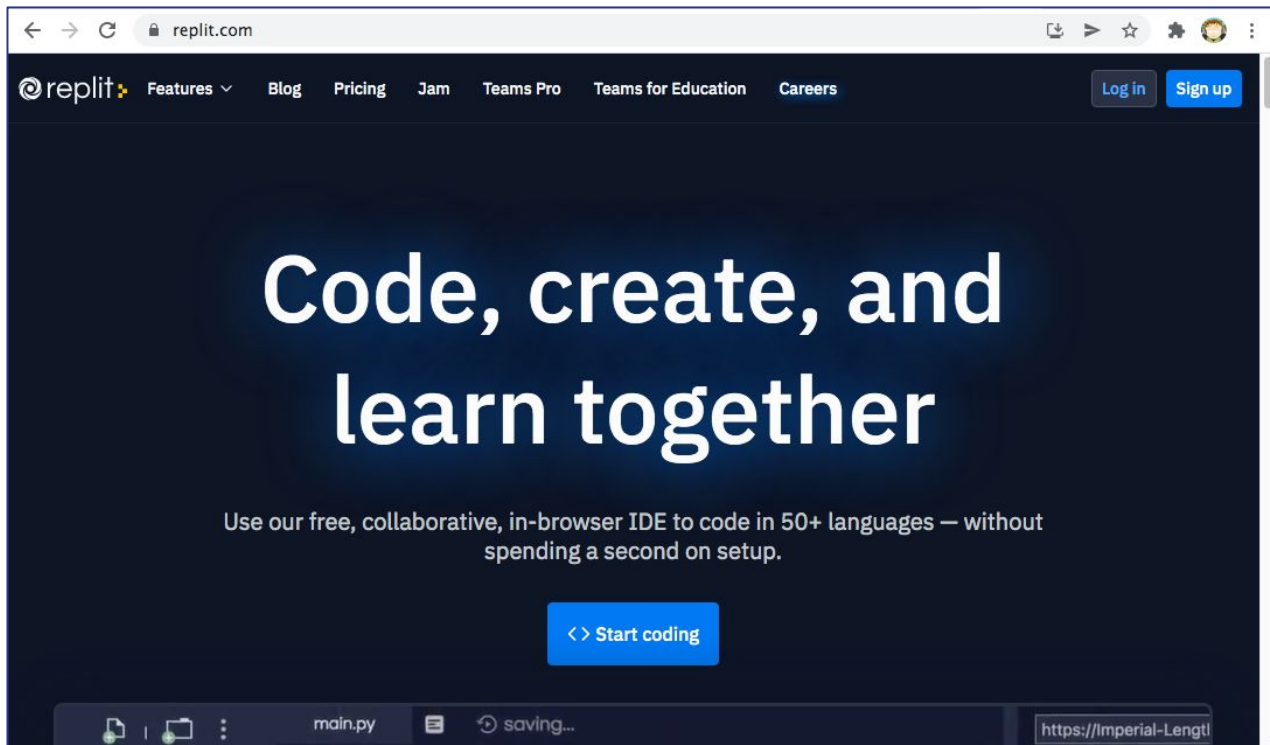 replit.com
replit
Features
Blog
Pricing
Jam
Teams Pro
Teams for Education
Careers
Log in
Sign up
Code, create, and
learn together
Use our free, collaborative, in-browser IDE to code in 50+ languages — without
spending a second on setup.
<> Start coding
main.py
saving...
https://Imperial-Lengt